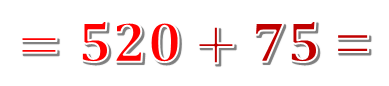 = 520 + 75 =